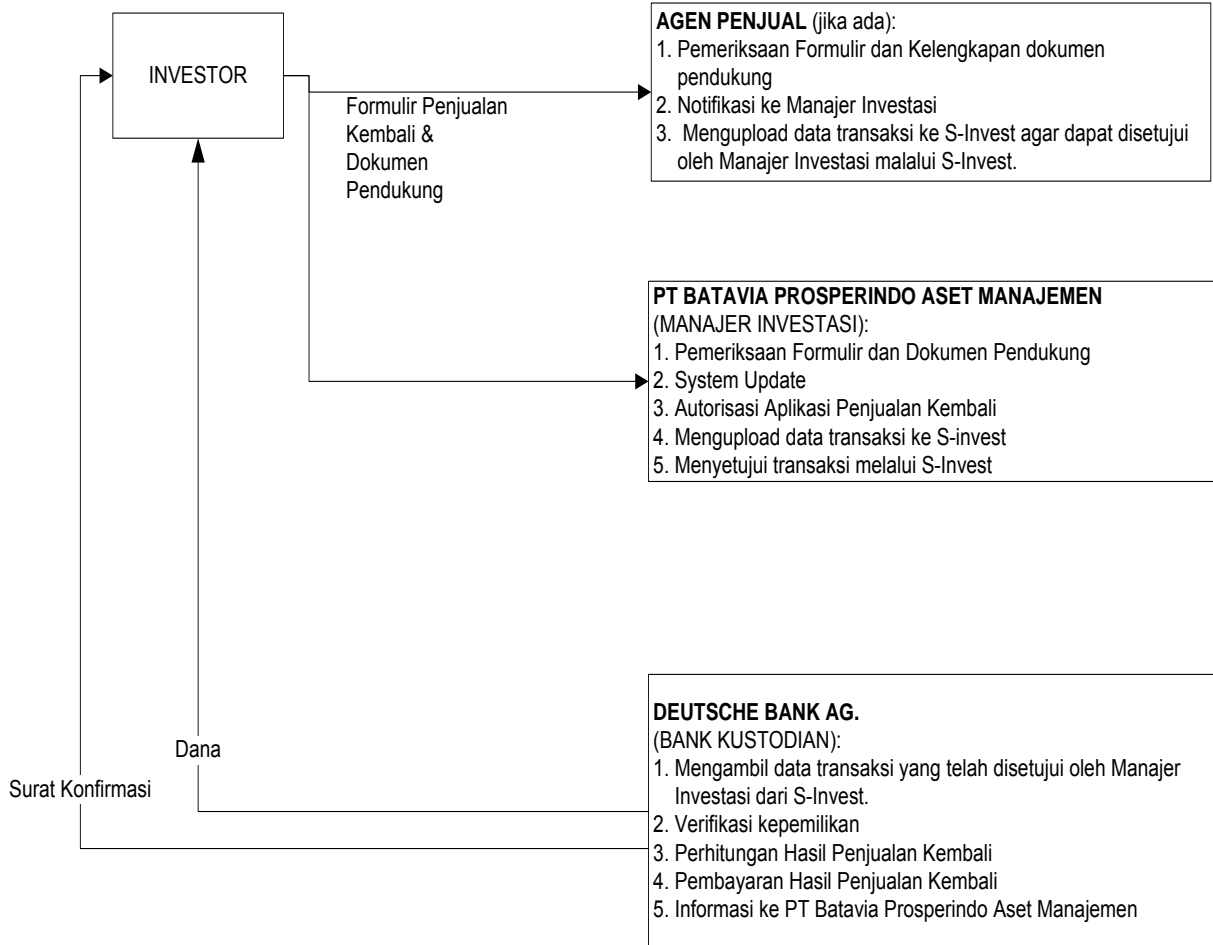 INVESTOR
Formulir Penjualan
Kembali &
Dokumen
Pendukung
AGEN PENJUAL (jika ada):
1. Pemeriksaan Formulir dan Kelengkapan dokumen
pendukung
2. Notifikasi ke Manajer Investasi
3. Mengupload data transaksi ke S-Invest agar dapat disetujui
oleh Manajer Investasi malalui S-Invest.
PT BATAVIA PROSPERINDO ASET MANAJEMEN
(MANAJER INVESTASI):
1. Pemeriksaan Formulir dan Dokumen Pendukung
2. System Update
3. Autorisasi Aplikasi Penjualan Kembali
4. Mengupload data transaksi ke S-invest
5. Menyetujui transaksi melalui S-Invest
Dana
Surat Konfirmasi
DEUTSCHE BANK AG.
(BANK KUSTODIAN):
1. Mengambil data transaksi yang telah disetujui oleh Manajer
Investasi dari S-Invest.
2. Verifikasi kepemilikan
3. Perhitungan Hasil Penjualan Kembali
4. Pembayaran Hasil Penjualan Kembali
5. Informasi ke PT Batavia Prosperindo Aset Manajemen